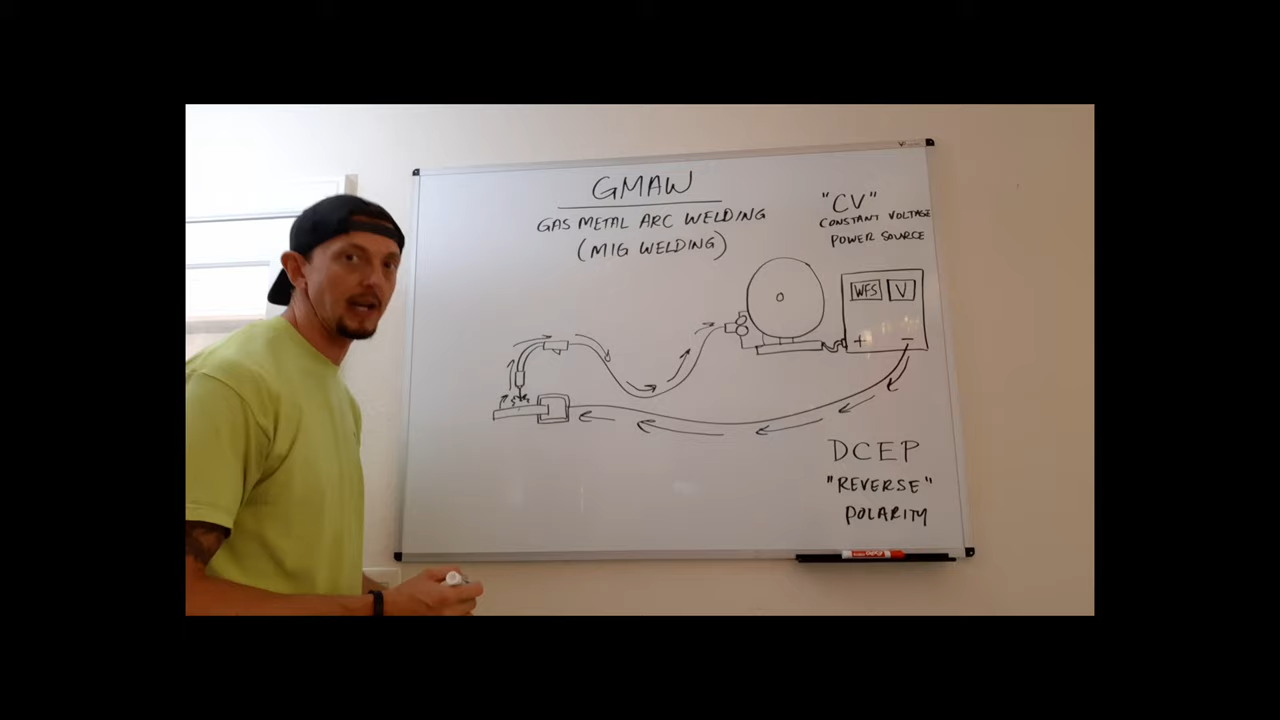 GMAW
GAS METAL ARC WELDING
(MIG WELDING)
"CV"
CONSTANT VOLTAGE
POWER SOURCE
WFS V
+ −
DCEP
"REVERSE"
POLARITY